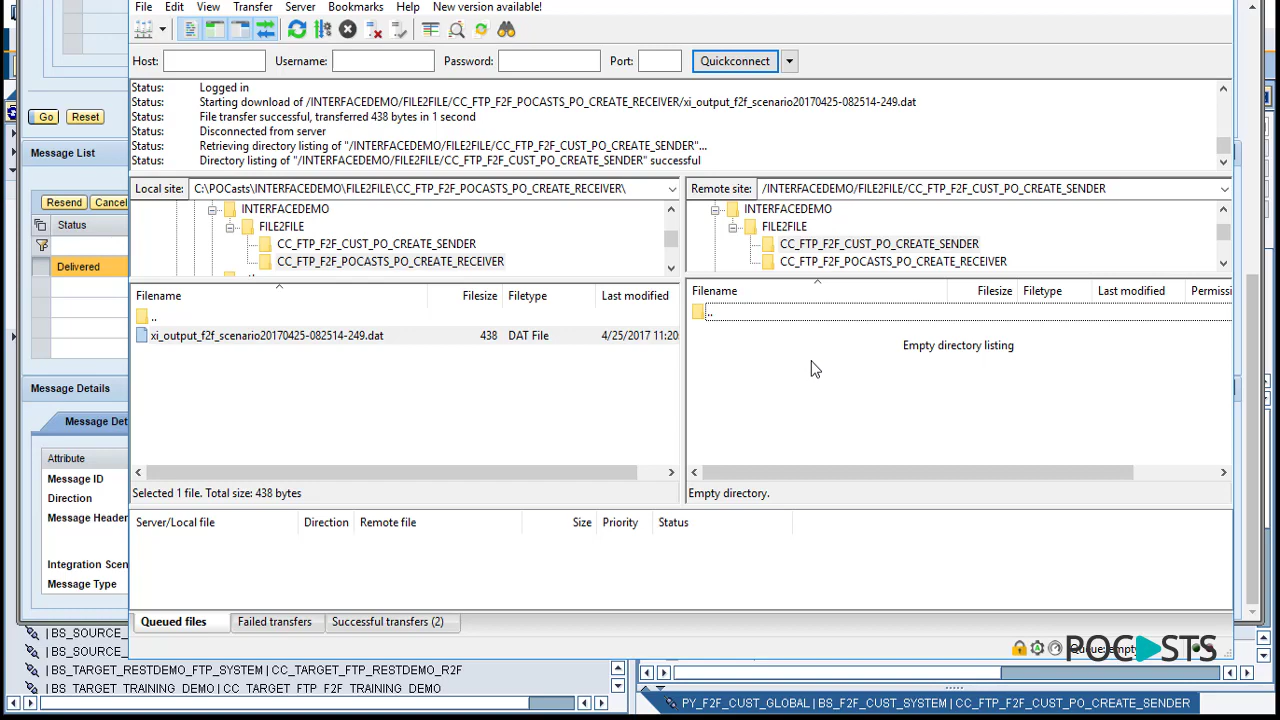 File Edit View Transfer Server Bookmarks Help New version available!
Host: Username: Password: Port: Quickconnect
Status: Logged in
Status: Starting download of /INTERFACEDEMO/FILE2FILE/CC_FTP_F2F_POCASTS_PO_CREATE_RECEIVER/xi_output_f2f_scenario20170425-082514-249.dat
Status: File transfer successful, transferred 438 bytes in 1 second
Status: Disconnected from server
Status: Retrieving directory listing of "/INTERFACEDEMO/FILE2FILE/CC_FTP_F2F_CUST_PO_CREATE_SENDER"...
Status: Directory listing of "/INTERFACEDEMO/FILE2FILE/CC_FTP_F2F_CUST_PO_CREATE_SENDER" successful
Go Reset
Message List
Resend Cancel
Status
Delivered
Message Details
Message Det
Attribute
Message ID
Direction
Message Header
Integration Scen
Message Type
Local site: C:\POCasts\INTERFACEDEMO\FILE2FILE\CC_FTP_F2F_POCASTS_PO_CREATE_RECEIVER\
INTERFACEDEMO
FILE2FILE
CC_FTP_F2F_CUST_PO_CREATE_SENDER
CC_FTP_F2F_POCASTS_PO_CREATE_RECEIVER
Filename Filesize Filetype Last modified
..
xi_output_f2f_scenario20170425-082514-249.dat 438 DAT File 4/25/2017 11:20
Selected 1 file. Total size: 438 bytes
Remote site: /INTERFACEDEMO/FILE2FILE/CC_FTP_F2F_CUST_PO_CREATE_SENDER
INTERFACEDEMO
FILE2FILE
CC_FTP_F2F_CUST_PO_CREATE_SENDER
CC_FTP_F2F_POCASTS_PO_CREATE_RECEIVER
Filename Filesize Filetype Last modified Permissi
..
Empty directory listing
Empty directory.
Server/Local file Direction Remote file Size Priority Status
Queued files Failed transfers Successful transfers (2)
POCASTS
| BS_SOURCE_
| BS_SOURCE_
| BS_TARGET_RESTDEMO_FTP_SYSTEM | CC_TARGET_FTP_RESTDEMO_R2F
| BS_TARGET_TRAINING_DEMO | CC_TARGET_FTP_F2F_TRAINING_DEMO
PY_F2F_CUST_GLOBAL | BS_F2F_CUST_SYSTEM | CC_FTP_F2F_CUST_PO_CREATE_SENDER